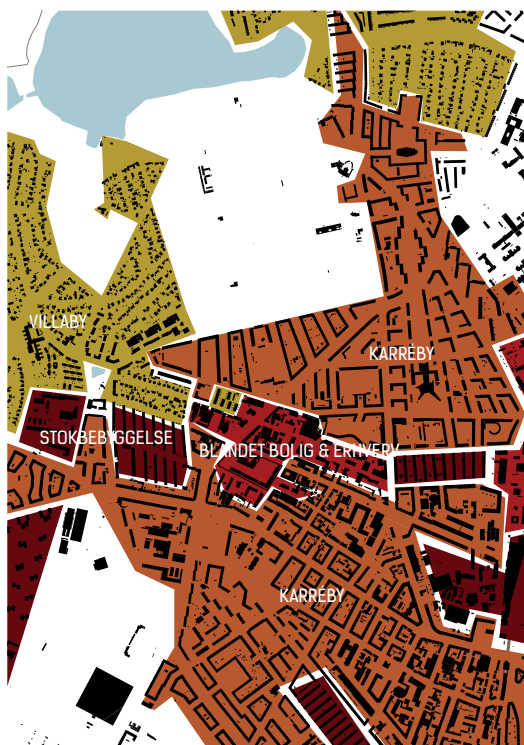 VILLABY
KARRÉBY
STOKBEBYGGELSE
BLANDET BOLIG & ERHVERV
KARRÉBY